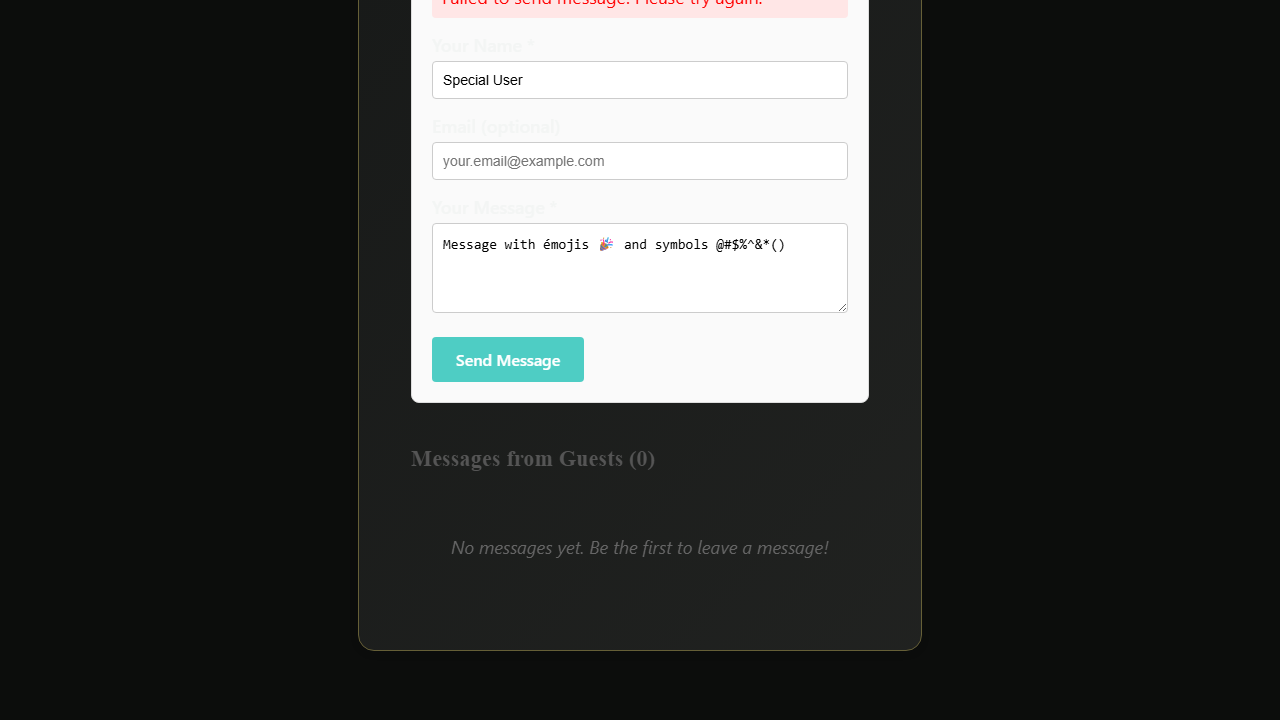 Failed to send message. Please try again.
Your Name *
Special User
Email (optional)
your.email@example.com
Your Message *
Message with émojis 🎉 and symbols @#$%^&*()
Send Message
Messages from Guests (0)
No messages yet. Be the first to leave a message!